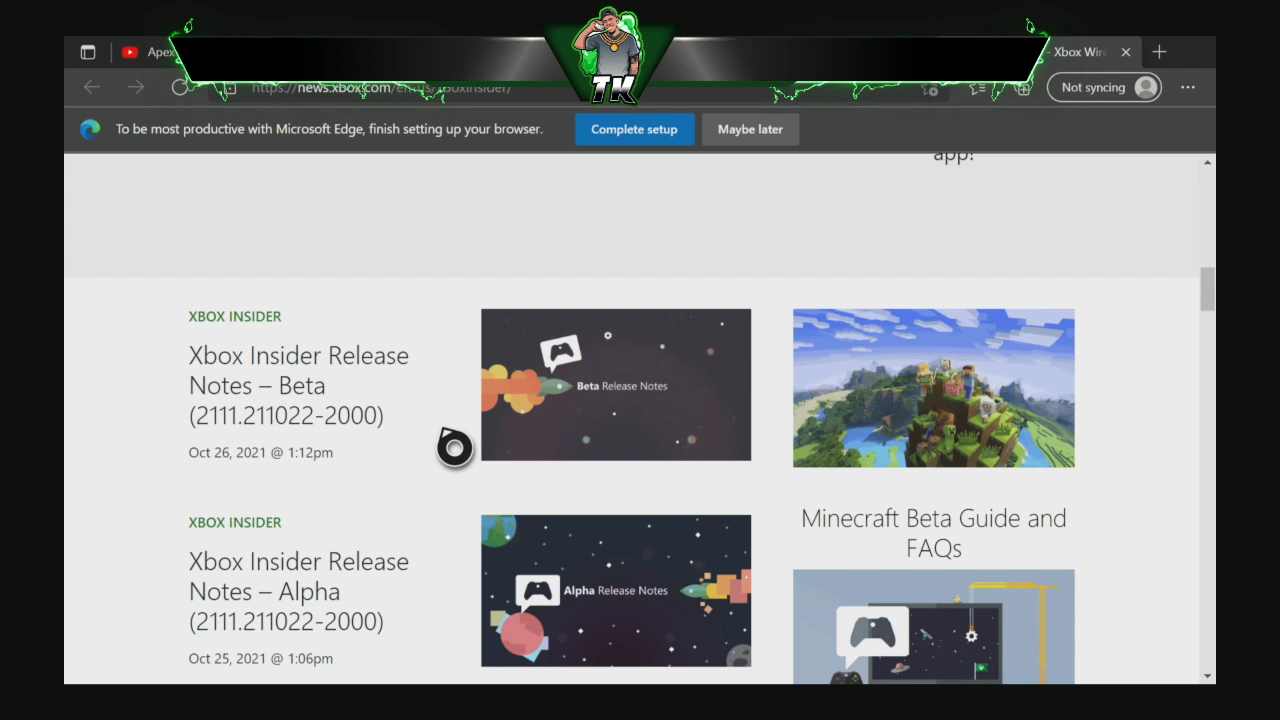 Apex
TK
Xbox Wire
https://news.xbox.com/en-us/xboxinsider/
Not syncing
To be most productive with Microsoft Edge, finish setting up your browser.
Complete setup
Maybe later
app!
XBOX INSIDER
Xbox Insider Release
Notes – Beta
(2111.211022-2000)
Oct 26, 2021 @ 1:12pm
Beta Release Notes
XBOX INSIDER
Xbox Insider Release
Notes – Alpha
(2111.211022-2000)
Oct 25, 2021 @ 1:06pm
Alpha Release Notes
Minecraft Beta Guide and
FAQs